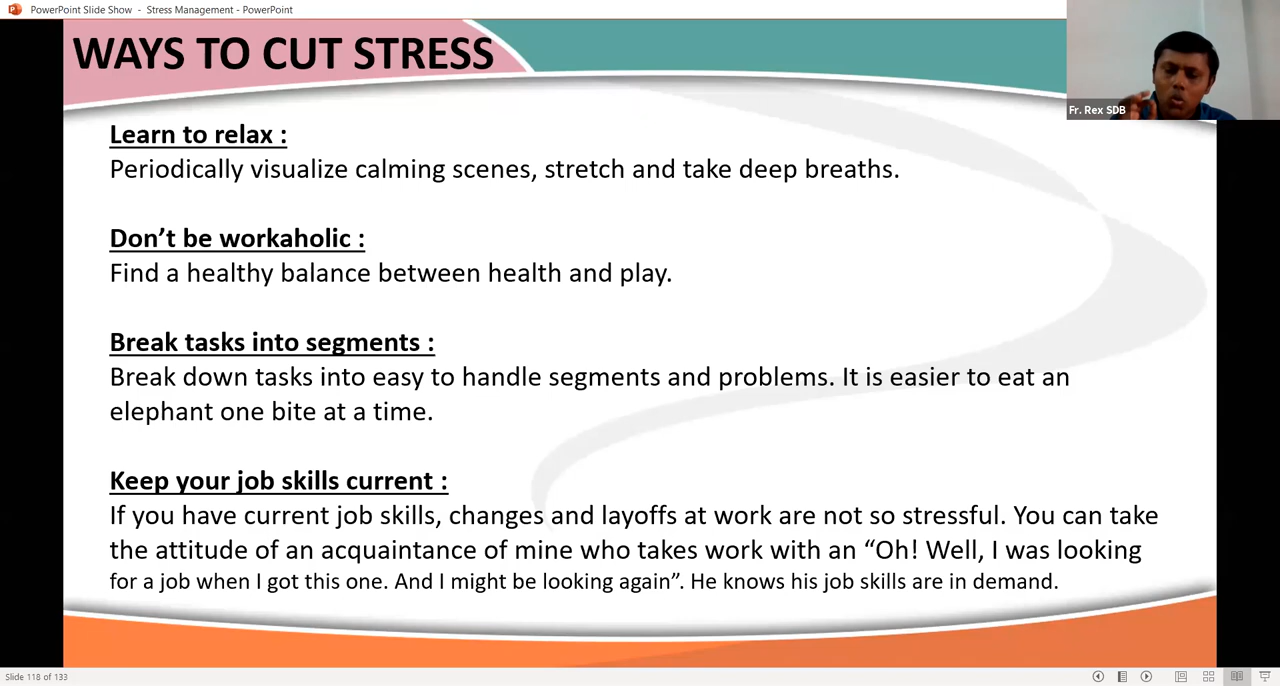 PowerPoint Slide Show - Stress Management - PowerPoint
WAYS TO CUT STRESS
Fr. Rex SDB
Learn to relax :
Periodically visualize calming scenes, stretch and take deep breaths.
Don’t be workaholic :
Find a healthy balance between health and play.
Break tasks into segments :
Break down tasks into easy to handle segments and problems. It is easier to eat an
elephant one bite at a time.
Keep your job skills current :
If you have current job skills, changes and layoffs at work are not so stressful. You can take
the attitude of an acquaintance of mine who takes work with an “Oh! Well, I was looking
for a job when I got this one. And I might be looking again”. He knows his job skills are in demand.
Slide 118 of 133